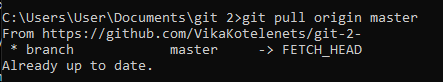 C:\Users\User\Documents\git 2>git pull origin master
From https://github.com/VikaKotelenets/git-2-
 * branch            master     -> FETCH_HEAD
Already up to date.